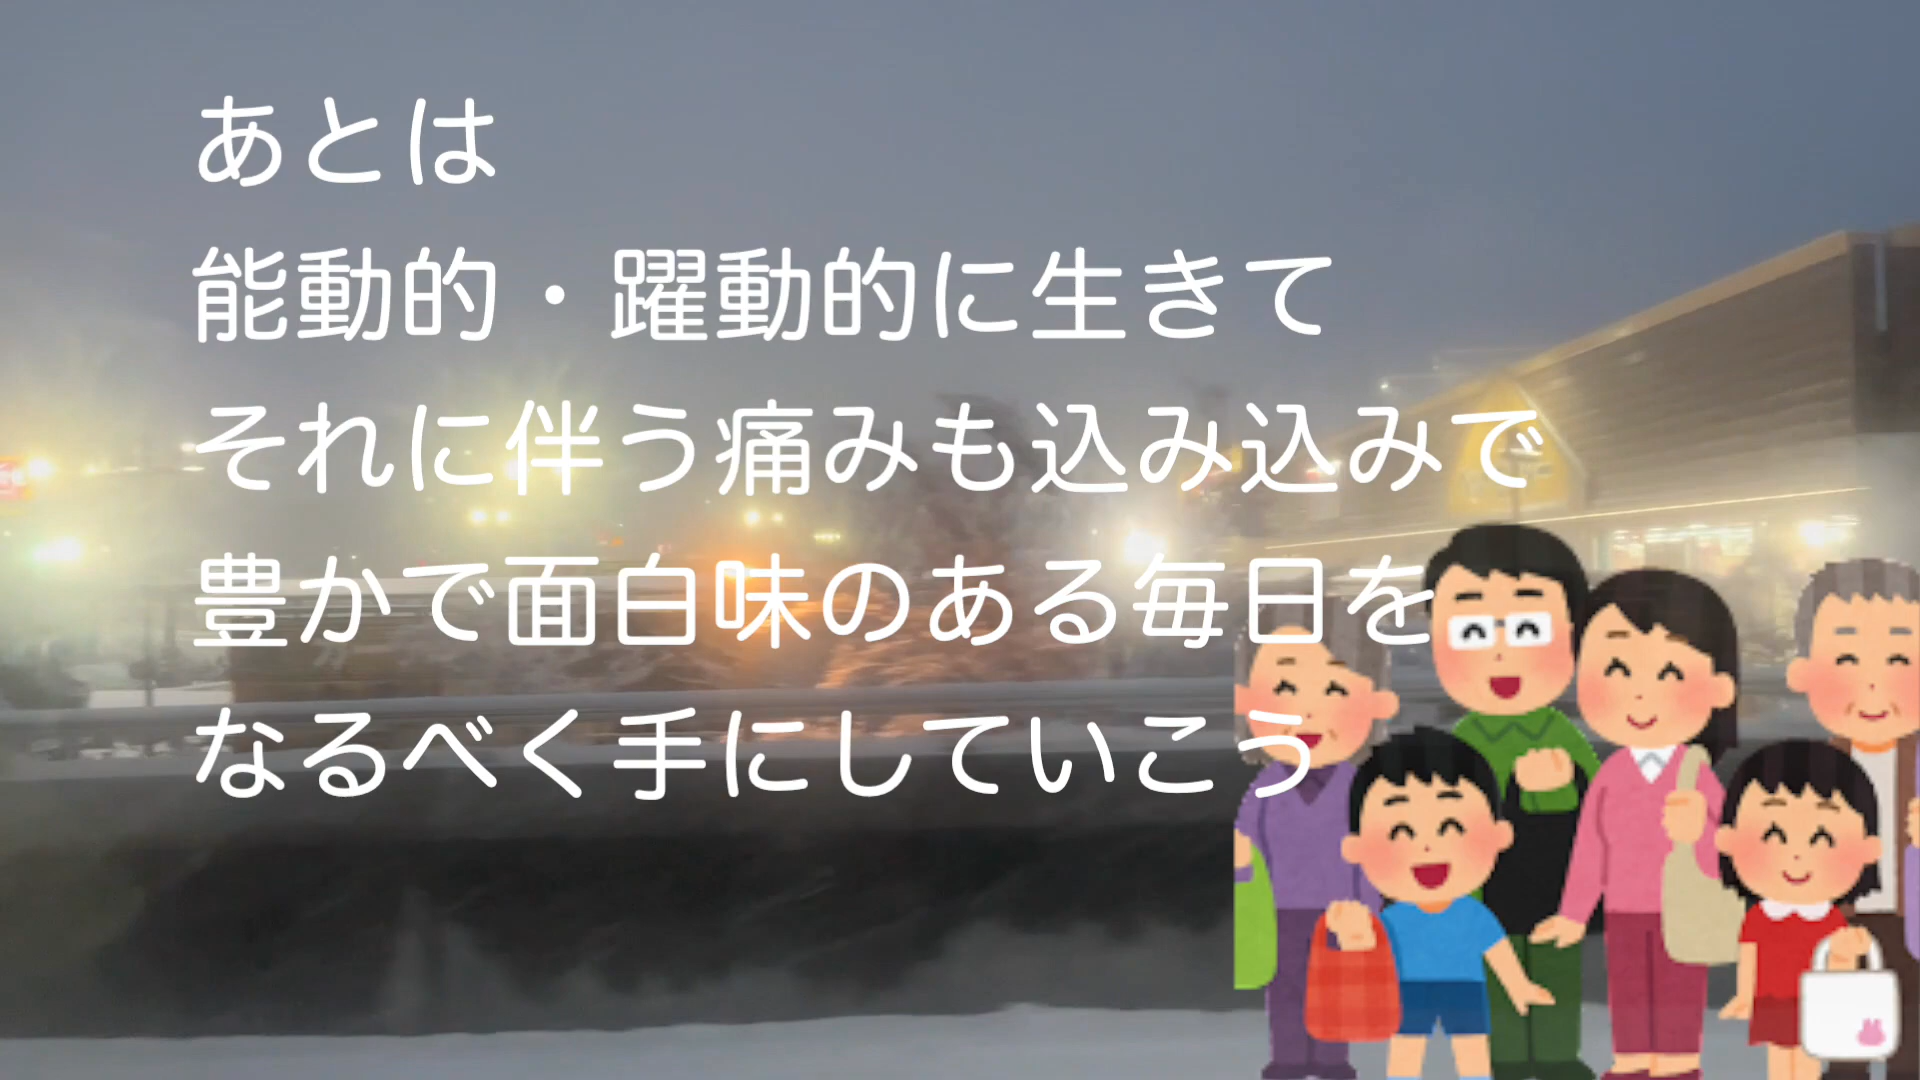 あとは
能動的・躍動的に生きて
それに伴う痛みも込み込みで
豊かで面白味のある毎日を
なるべく手にしていこう